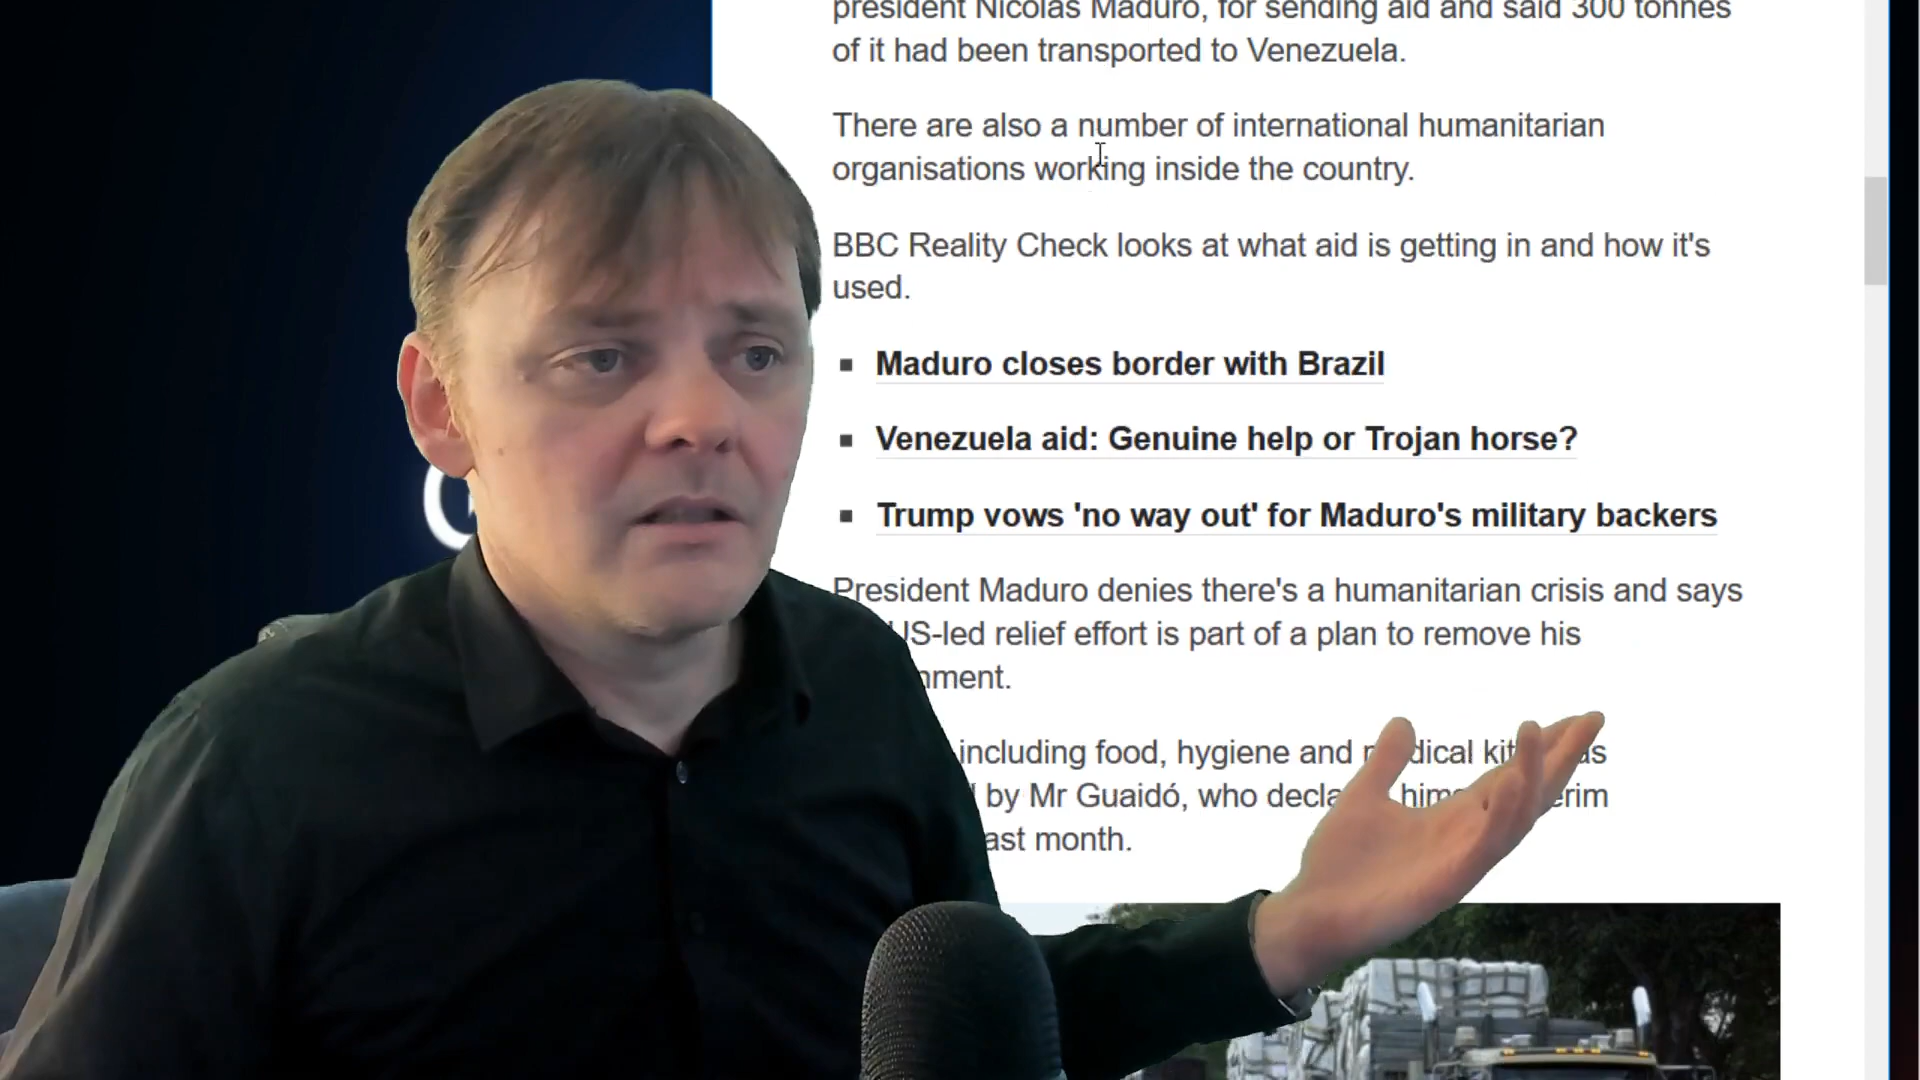 president Nicolás Maduro, for sending aid and said 300 tonnes
of it had been transported to Venezuela.
There are also a number of international humanitarian
organisations working inside the country.
BBC Reality Check looks at what aid is getting in and how it's
used.
Maduro closes border with Brazil
Venezuela aid: Genuine help or Trojan horse?
Trump vows 'no way out' for Maduro's military backers
President Maduro denies there's a humanitarian crisis and says
US-led relief effort is part of a plan to remove his
including food, hygiene and
by Mr Guaidó, who
month.